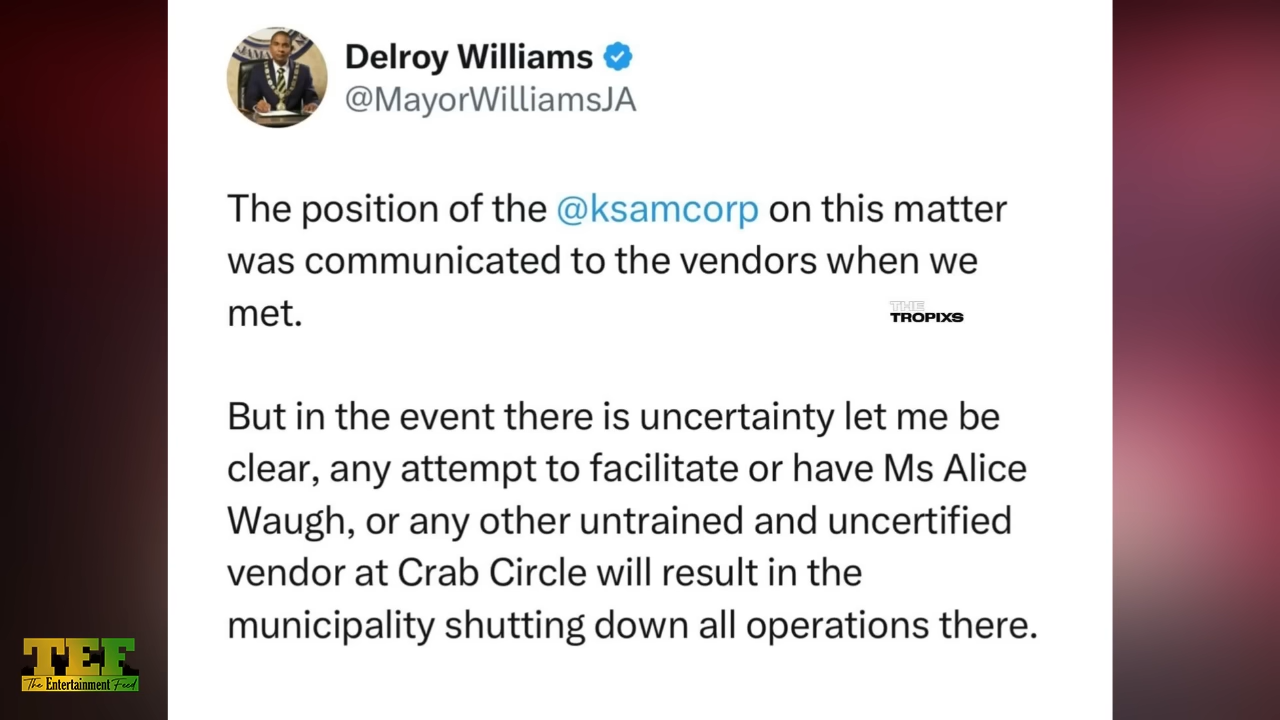 Delroy Williams
@MayorWilliamsJA
The position of the @ksamcorp on this matter
was communicated to the vendors when we
met.
THE
TROPIXS
But in the event there is uncertainty let me be
clear, any attempt to facilitate or have Ms Alice
Waugh, or any other untrained and uncertified
vendor at Crab Circle will result in the
municipality shutting down all operations there.
TEF
The Entertainment Feed